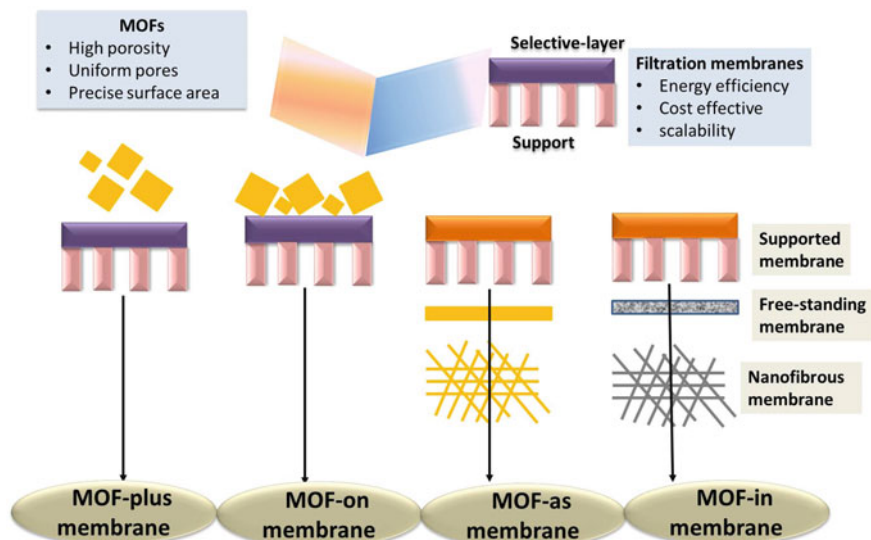 MOFs
• High porosity
• Uniform pores
• Precise surface area
Selective-layer
Support
Filtration membranes
• Energy efficiency
• Cost effective
• scalability
Supported
membrane
Free-standing
membrane
Nanofibrous
membrane
MOF-plus
membrane
MOF-on
membrane
MOF-as
membrane
MOF-in
membrane